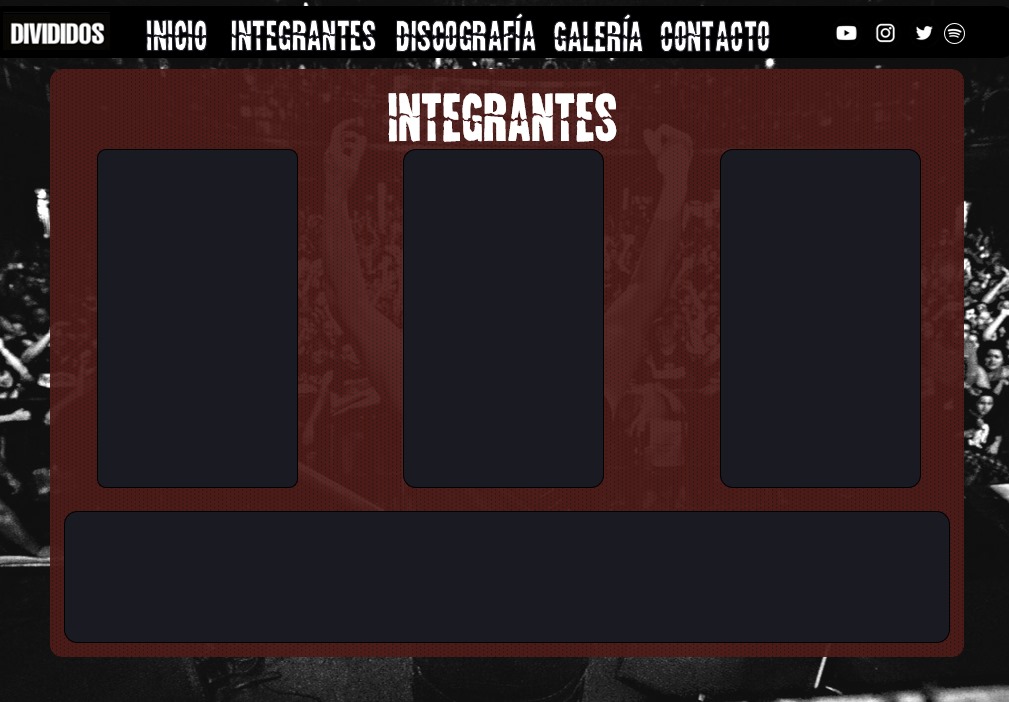 DIVIDIDOS INICIO INTEGRANTES DISCOGRAFÍA GALERÍA CONTACTO
INTEGRANTES